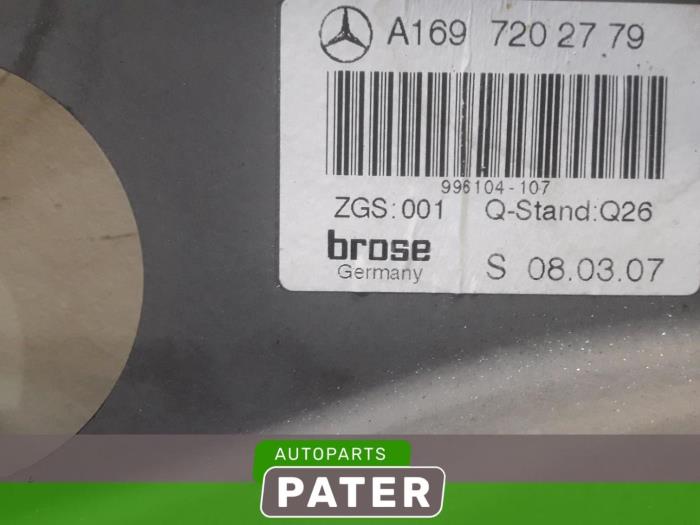 A169 720 27 79
996104-107
ZGS:001 Q-Stand:Q26
brose
Germany S 08.03.07
AUTOPARTS
PATER